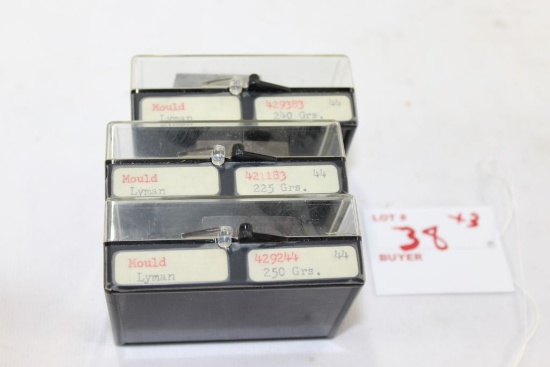 Mould
Lyman
429383 44
240 Grs.
Mould
Lyman
421183 44
225 Grs.
Mould
Lyman
429244 44
250 Grs.
LOT # x3
38
BUYER